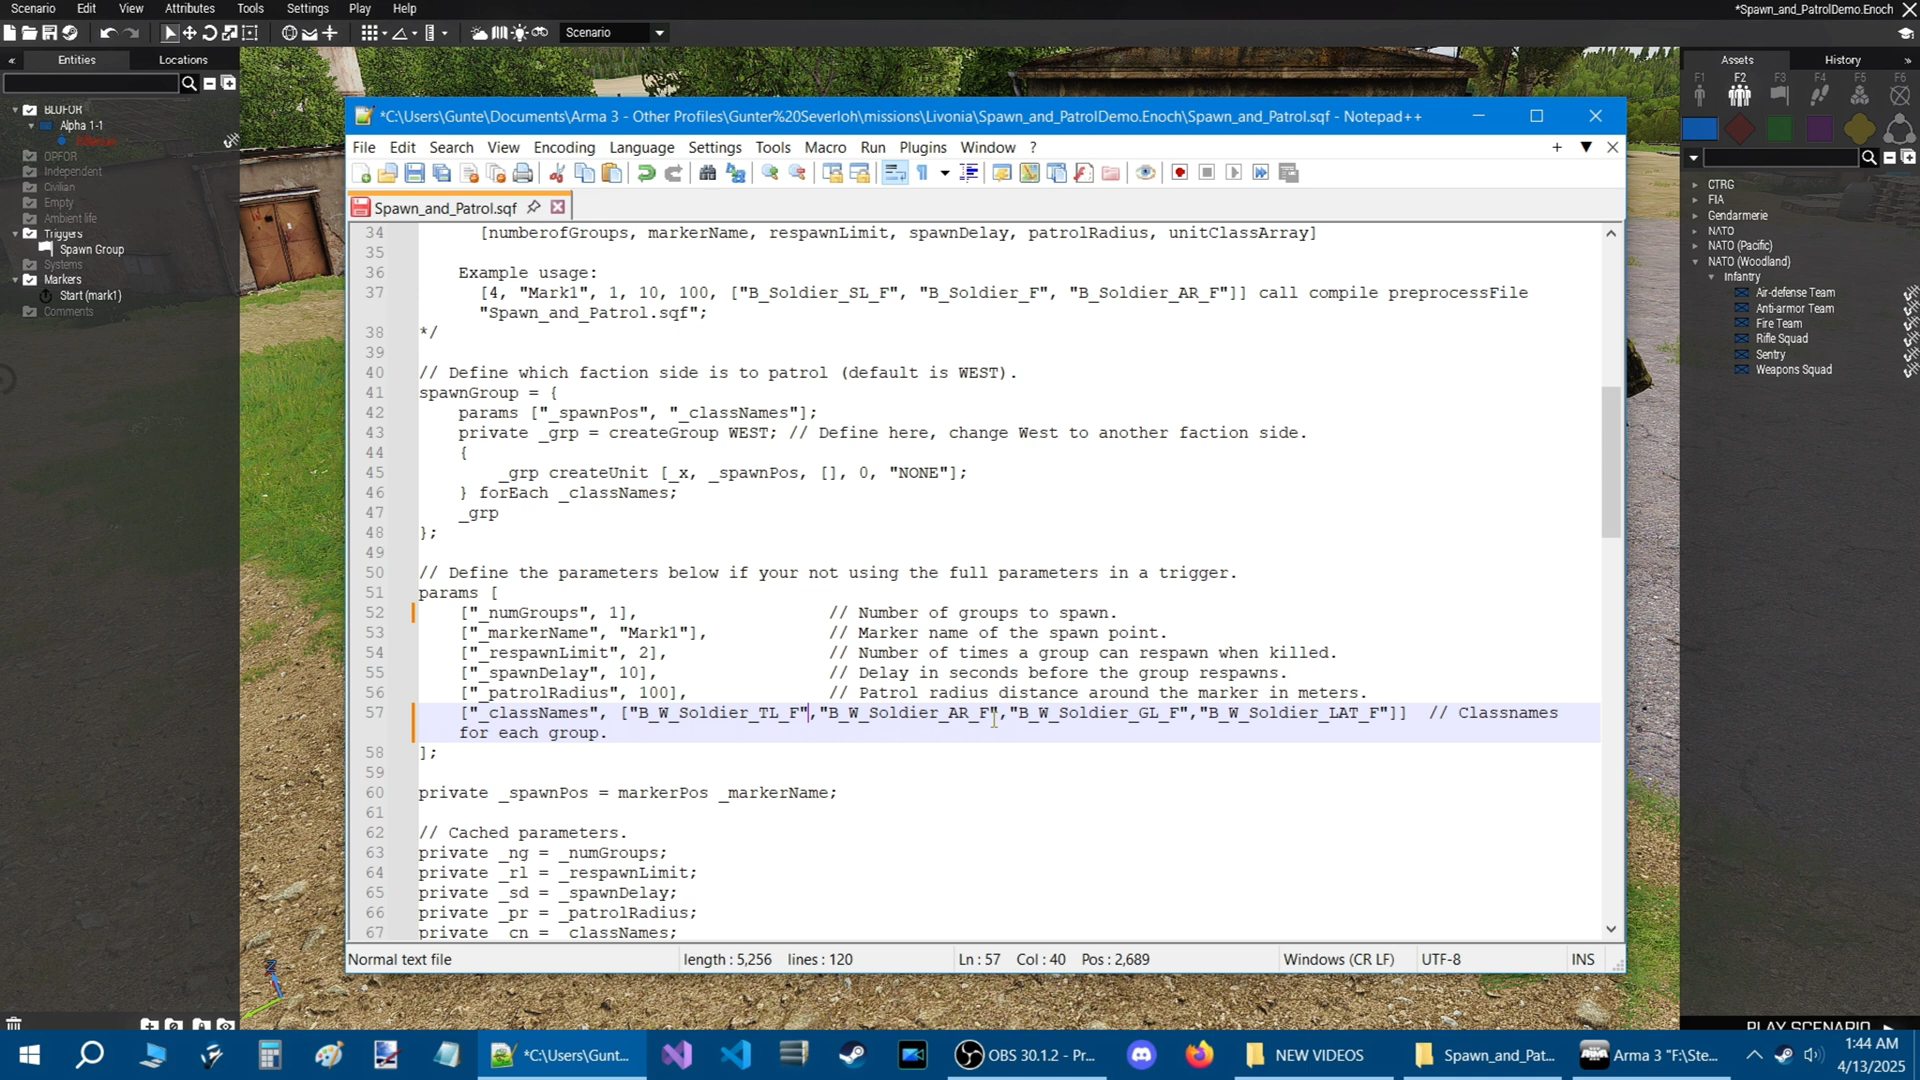 Scenario Edit View Attributes Tools Settings Play Help
*Spawn_and_PatrolDemo.Enoch
Scenario
Entities Locations
BLUFOR
Alpha 1-1
OPFOR
Independent
Civilian
Empty
Ambient life
Triggers
Spawn Group
Systems
Markers
Start (mark1)
Comments
Assets History
F1 F2 F3 F4 F5 F6
CTRG
FIA
Gendarmerie
NATO
NATO (Pacific)
NATO (Woodland)
Infantry
Air-defense Team
Anti-armor Team
Fire Team
Rifle Squad
Sentry
Weapons Squad
PLAY SCENARIO
*C:\Users\Gunte\Documents\Arma 3 - Other Profiles\Gunter%20Severloh\missions\Livonia\Spawn_and_PatrolDemo.Enoch\Spawn_and_Patrol.sqf - Notepad++
File Edit Search View Encoding Language Settings Tools Macro Run Plugins Window ?
Spawn_and_Patrol.sqf
34 [numberofGroups, markerName, respawnLimit, spawnDelay, patrolRadius, unitClassArray]
35
36 Example usage:
37 [4, "Mark1", 1, 10, 100, ["B_Soldier_SL_F", "B_Soldier_F", "B_Soldier_AR_F"]] call compile preprocessFile
"Spawn_and_Patrol.sqf";
38 */
39
40 // Define which faction side is to patrol (default is WEST).
41 spawnGroup = {
42 params ["_spawnPos", "_classNames"];
43 private _grp = createGroup WEST; // Define here, change West to another faction side.
44 {
45 _grp createUnit [_x, _spawnPos, [], 0, "NONE"];
46 } forEach _classNames;
47 _grp
48 };
49
50 // Define the parameters below if your not using the full parameters in a trigger.
51 params [
52 ["_numGroups", 1], // Number of groups to spawn.
53 ["_markerName", "Mark1"], // Marker name of the spawn point.
54 ["_respawnLimit", 2], // Number of times a group can respawn when killed.
55 ["_spawnDelay", 10], // Delay in seconds before the group respawns.
56 ["_patrolRadius", 100], // Patrol radius distance around the marker in meters.
57 ["_classNames", ["B_W_Soldier_TL_F","B_W_Soldier_AR_F","B_W_Soldier_GL_F","B_W_Soldier_LAT_F"]] // Classnames
for each group.
58 ];
59
60 private _spawnPos = markerPos _markerName;
61
62 // Cached parameters.
63 private _ng = _numGroups;
64 private _rl = _respawnLimit;
65 private _sd = _spawnDelay;
66 private _pr = _patrolRadius;
67 private _cn = _classNames;
Normal text file length : 5,256 lines : 120 Ln : 57 Col : 40 Pos : 2,689 Windows (CR LF) UTF-8 INS
*C:\Users\Gunt... OBS 30.1.2 - Pr... NEW VIDEOS Spawn_and_Pat... Arma 3 "F:\Ste...
1:44 AM
4/13/2025